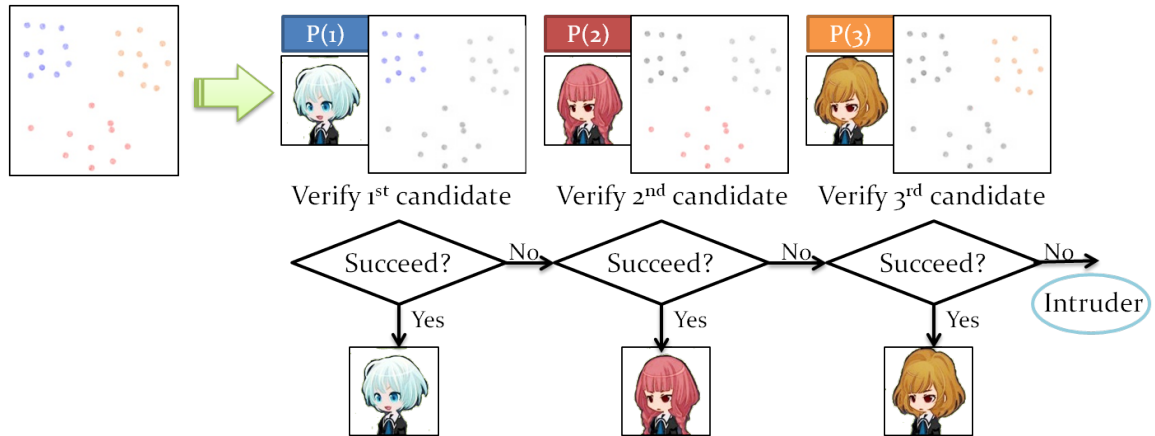 P(1)
P(2)
P(3)
Verify 1st candidate
Verify 2nd candidate
Verify 3rd candidate
Succeed?
No
Succeed?
No
Succeed?
No
Intruder
Yes
Yes
Yes